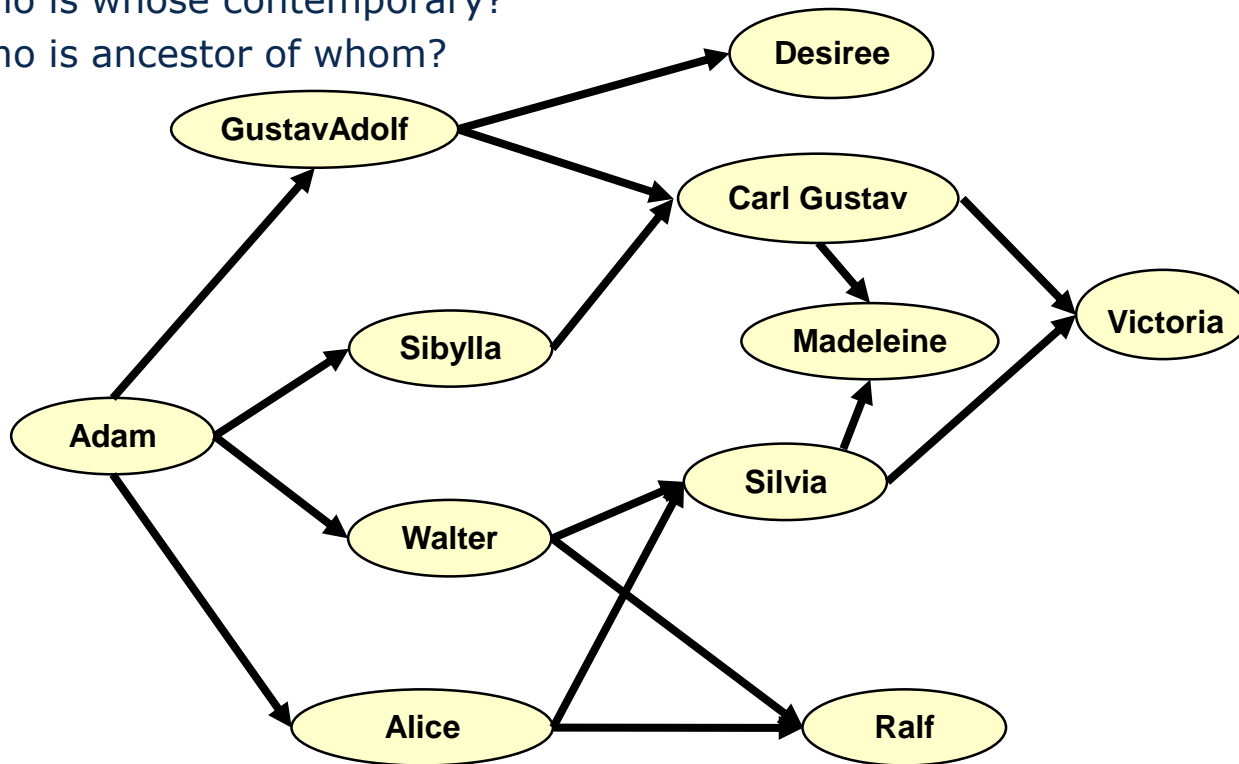 ho is whose contemporary?
ho is ancestor of whom?
Desiree
GustavAdolf
Carl Gustav
Victoria
Madeleine
Sibylla
Adam
Silvia
Walter
Alice
Ralf